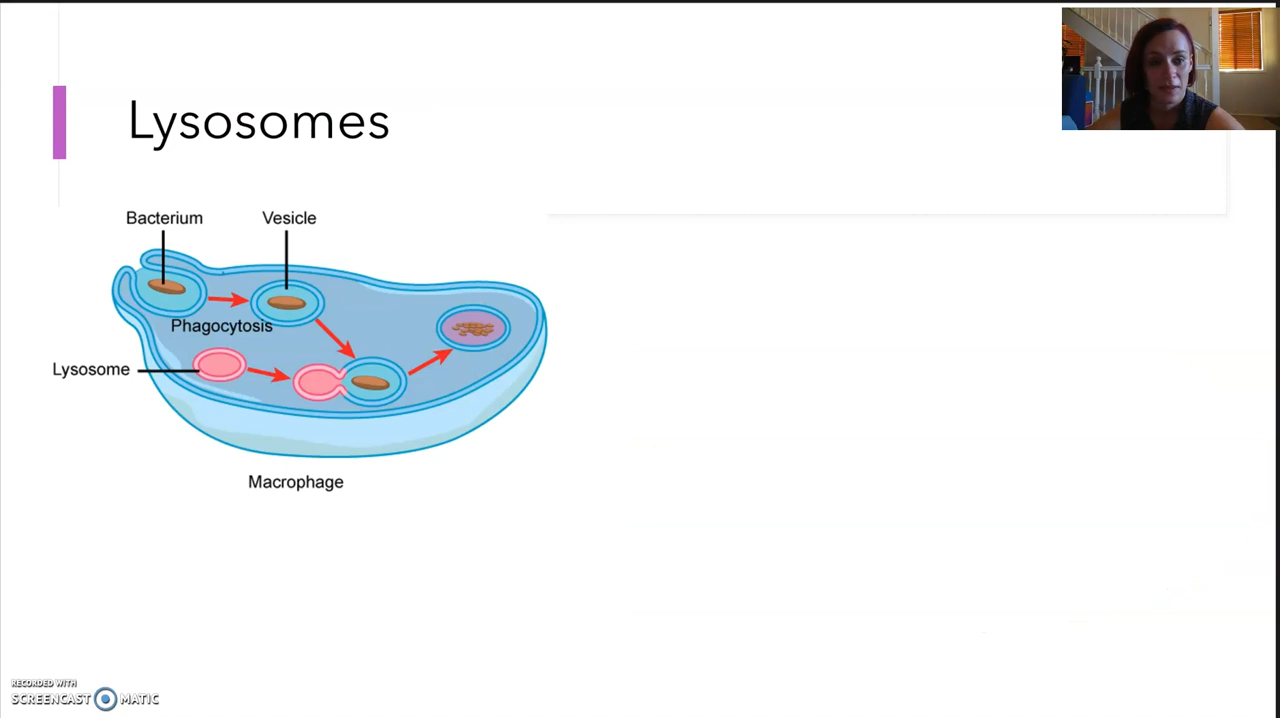 Lysosomes
Bacterium
Vesicle
Phagocytosis
Lysosome
Macrophage
RECORDED WITH
SCREENCAST MATIC